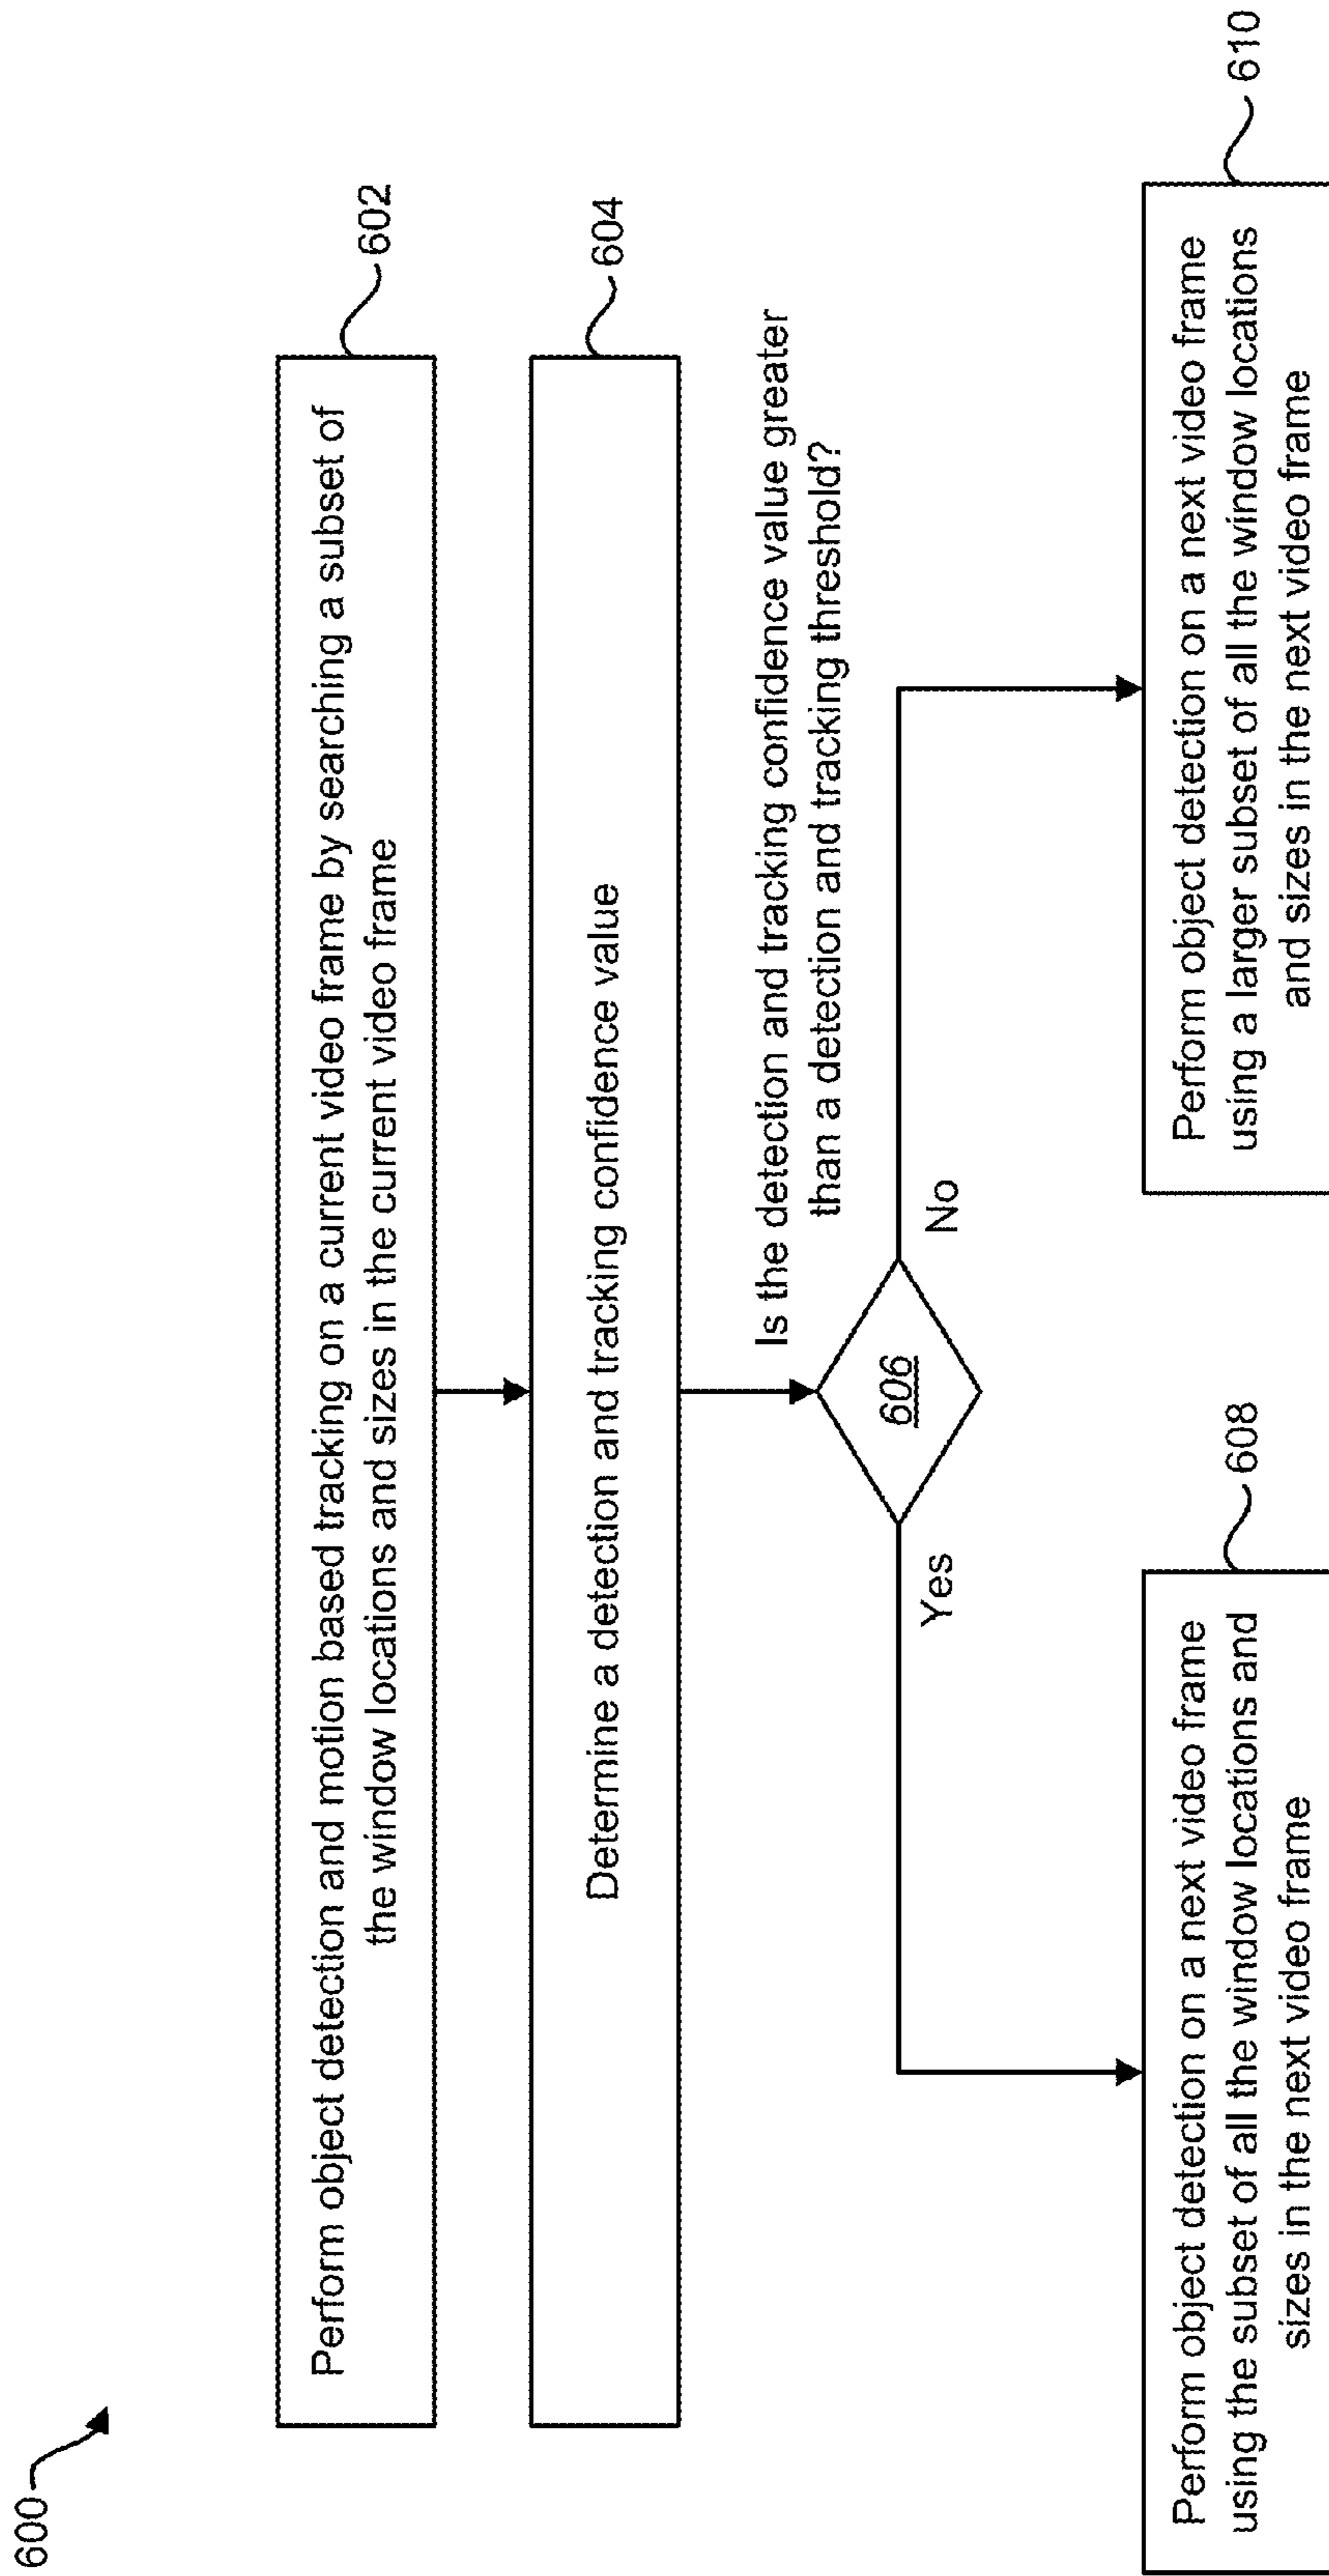 600
Perform object detection and motion based tracking on a current video frame by searching a subset of
the window locations and sizes in the current video frame
602
Determine a detection and tracking confidence value
604
Is the detection and tracking confidence value greater
than a detection and tracking threshold?
606
Yes
No
Perform object detection on a next video frame
using the subset of all the window locations and
sizes in the next video frame
608
Perform object detection on a next video frame
using a larger subset of all the window locations
and sizes in the next video frame
610